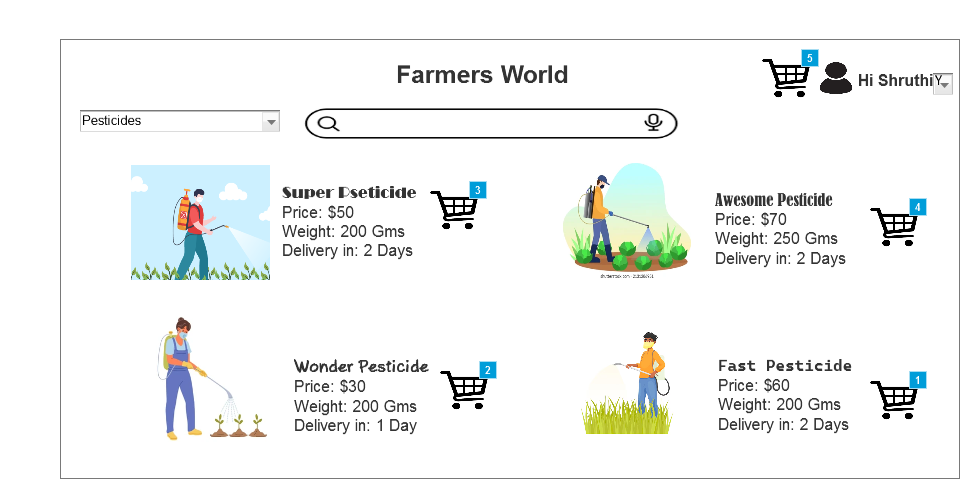 Farmers World
5
Hi Shruthi
Y
Pesticides
Super Pseticide
Price: $50
Weight: 200 Gms
Delivery in: 2 Days
3
Awesome Pesticide
Price: $70
Weight: 250 Gms
Delivery in: 2 Days
4
Wonder Pesticide
Price: $30
Weight: 200 Gms
Delivery in: 1 Day
2
Fast Pesticide
Price: $60
Weight: 200 Gms
Delivery in: 2 Days
1